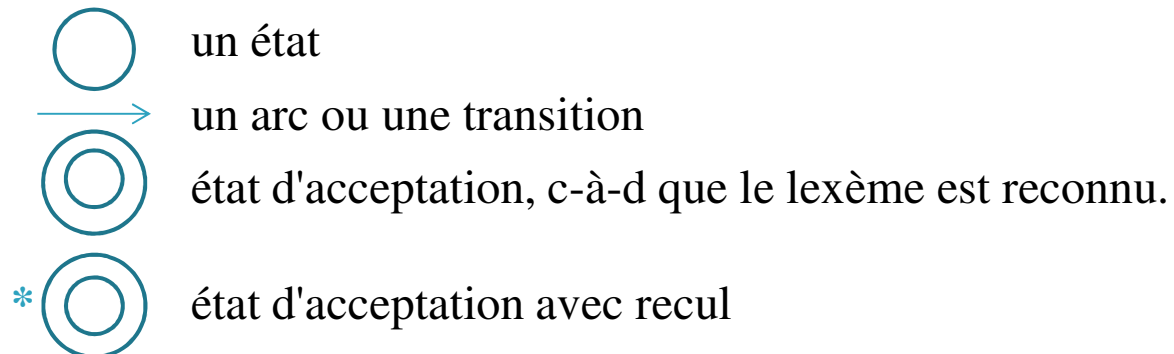 un état
un arc ou une transition
état d'acceptation, c-à-d que le lexème est reconnu.
* état d'acceptation avec recul